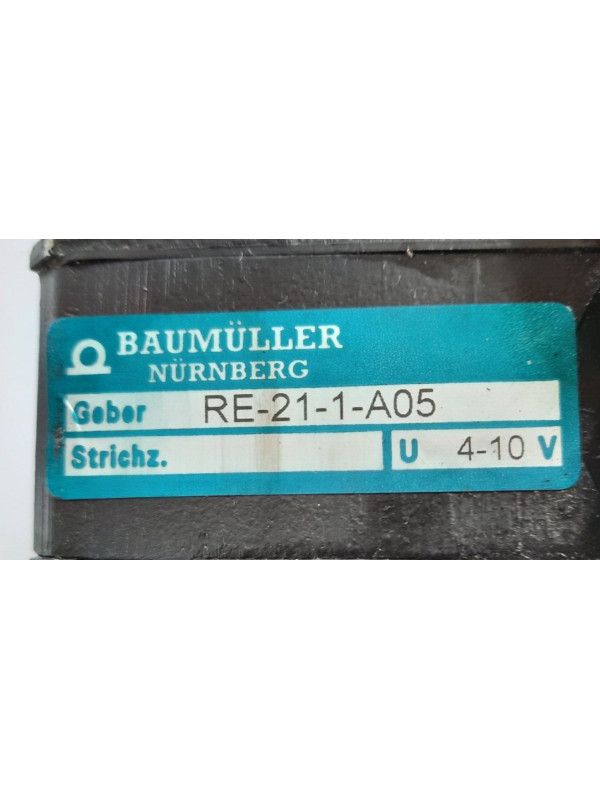 BAUMÜLLER
NÜRNBERG
Geber RE-21-1-A05
Strichz. U 4-10 V